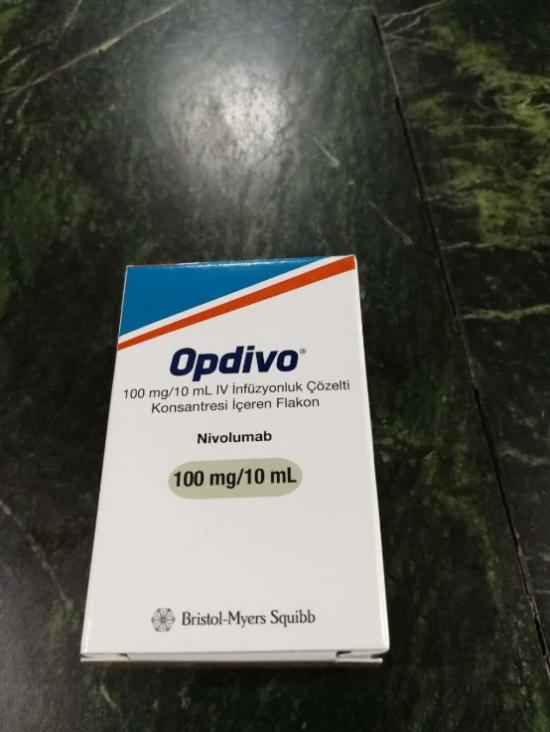 Opdivo®
100 mg/10 mL IV İnfüzyonluk Çözelti
Konsantresi İçeren Flakon
Nivolumab
100 mg/10 mL
Bristol-Myers Squibb